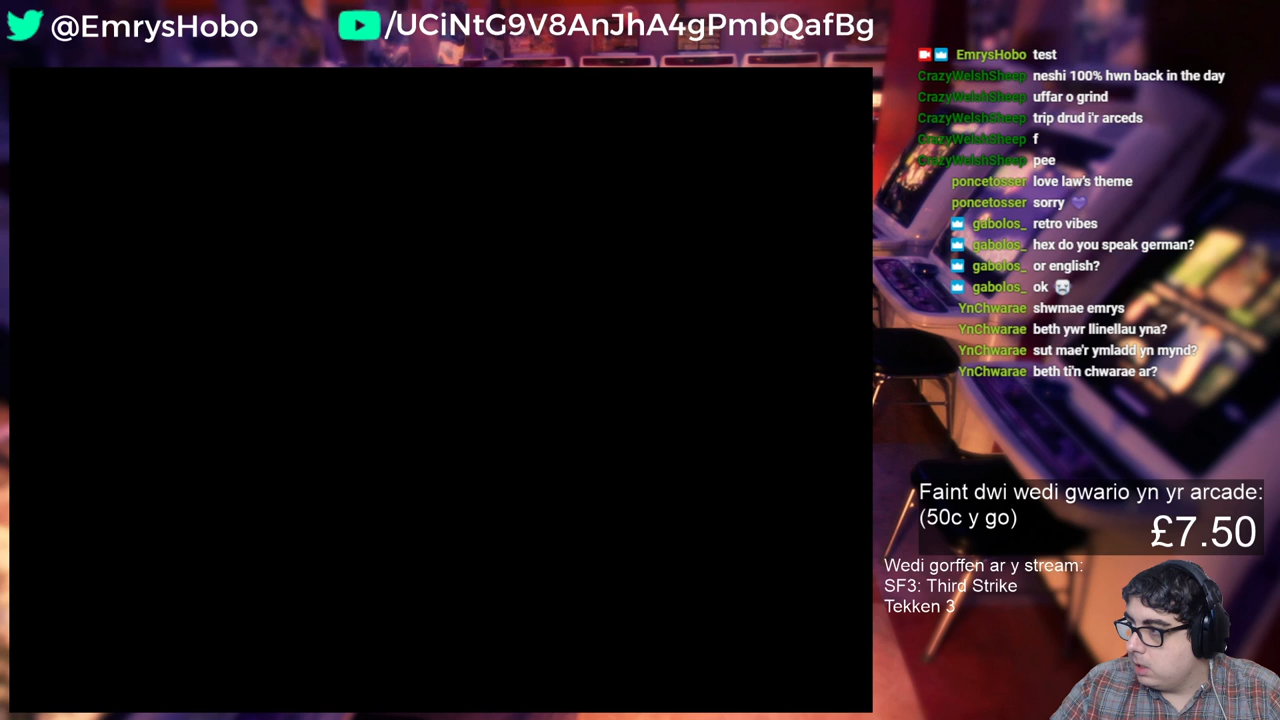 @EmrysHobo
/UCiNtG9V8AnJhA4gPmbQafBg
EmrysHobo test
CrazyWelshSheep neshi 100% hwn back in the day
CrazyWelshSheep uffar o grind
CrazyWelshSheep trip drud i'r arceds
CrazyWelshSheep f
CrazyWelshSheep pee
poncetosser love law's theme
poncetosser sorry 💜
gabolos_ retro vibes
gabolos_ hex do you speak german?
gabolos_ or english?
gabolos_ ok
YnChwarae shwmae emrys
YnChwarae beth ywr llinellau yna?
YnChwarae sut mae'r ymladd yn mynd?
YnChwarae beth ti'n chwarae ar?
Faint dwi wedi gwario yn yr arcade:
(50c y go)
£7.50
Wedi gorffen ar y stream:
SF3: Third Strike
Tekken 3